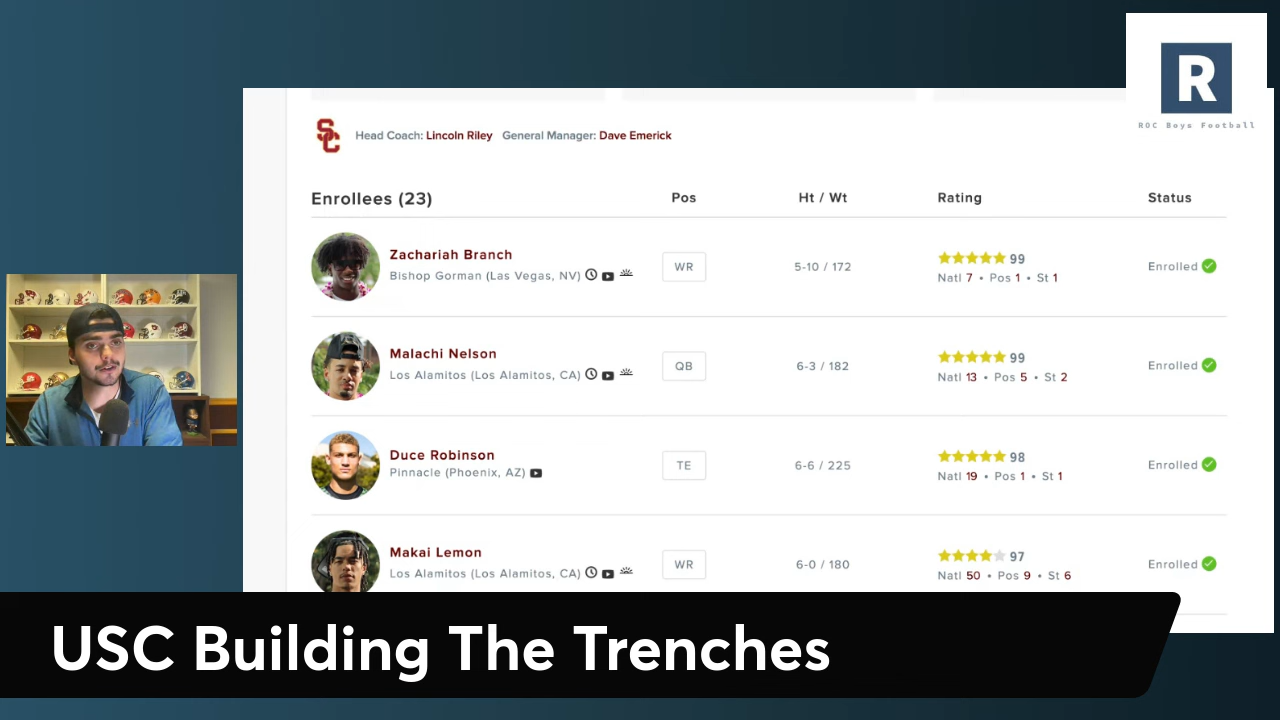 R
ROC Boys Football
SC
Head Coach: Lincoln Riley General Manager: Dave Emerick
Enrollees (23) Pos Ht / Wt Rating Status
Zachariah Branch
Bishop Gorman (Las Vegas, NV)
WR 5-10 / 172
99
Natl 7 • Pos 1 • St 1
Enrolled
Malachi Nelson
Los Alamitos (Los Alamitos, CA)
QB 6-3 / 182
99
Natl 13 • Pos 5 • St 2
Enrolled
Duce Robinson
Pinnacle (Phoenix, AZ)
TE 6-6 / 225
98
Natl 19 • Pos 1 • St 1
Enrolled
Makai Lemon
Los Alamitos (Los Alamitos, CA)
WR 6-0 / 180
97
Natl 50 • Pos 9 • St 6
Enrolled
USC Building The Trenches